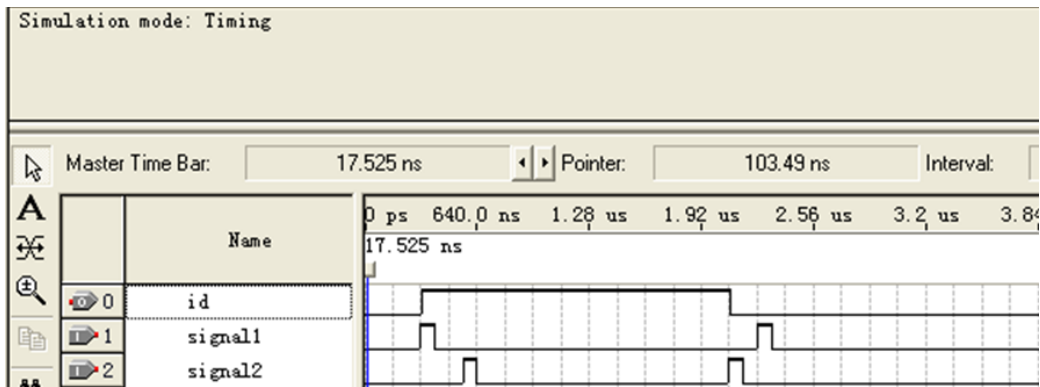 Simulation mode: Timing
Master Time Bar: 17.525 ns Pointer: 103.49 ns Interval:
A Name 0 ps 640.0 ns 1.28 us 1.92 us 2.56 us 3.2 us 3.84
17.525 ns
0 id
1 signal1
2 signal2